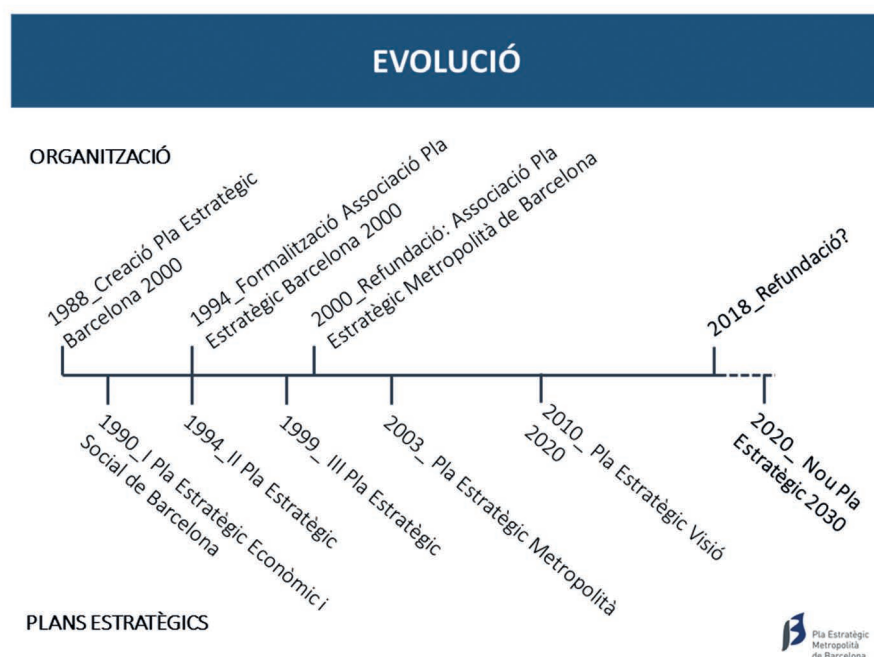 EVOLUCIÓ
ORGANITZACIÓ
1988_Creació Pla Estratègic
Barcelona 2000
1994_Formalització Associació Pla
Estratègic Barcelona 2000
2000_Refundació: Associació Pla
Estratègic Metropolità de Barcelona
2018_Refundació?
1990_I Pla Estratègic Econòmic i
Social de Barcelona
1994_II Pla Estratègic
1999_ III Pla Estratègic
2003_ Pla Estratègic Metropolità
2010_ Pla Estratègic Visió
2020
2020_ Nou Pla
Estratègic 2030
PLANS ESTRATÈGICS
Pla Estratègic
Metropolità
de Barcelona